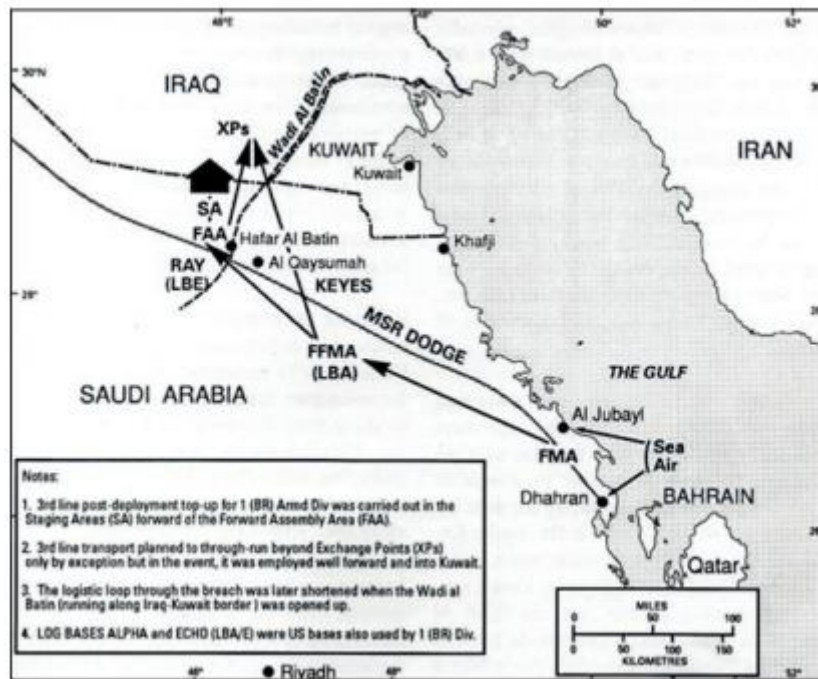 46°E
48°
50
52°
30°N
IRAQ
Wadi Al Batin
XPs
KUWAIT
Kuwait
IRAN
SA
FAA
Hafar Al Batin
Khafji
RAY
(LBE)
Al Qaysumah
KEYES
MSR DODGE
FFMA
(LBA)
SAUDI ARABIA
THE GULF
Al Jubayl
FMA
Sea
Air
Dhahran
BAHRAIN
Qatar
Notes:
1. 3rd line post-deployment top-up for 1 (BR) Armd Div was carried out in the
Staging Areas (SA) forward of the Forward Assembly Area (FAA).
2. 3rd line transport planned to through-run beyond Exchange Points (XPs)
only by exception but in the event, it was employed well forward and into Kuwait.
3. The logistic loop through the breach was later shortened when the Wadi al
Batin (running along Iraq-Kuwait border ) was opened up.
4. LOG BASES ALPHA and ECHO (LBA/E) were US bases also used by 1 (BR) Div.
MILES
0 50 100
0 80 160
KILOMETRES
48°
52°
Riyadh